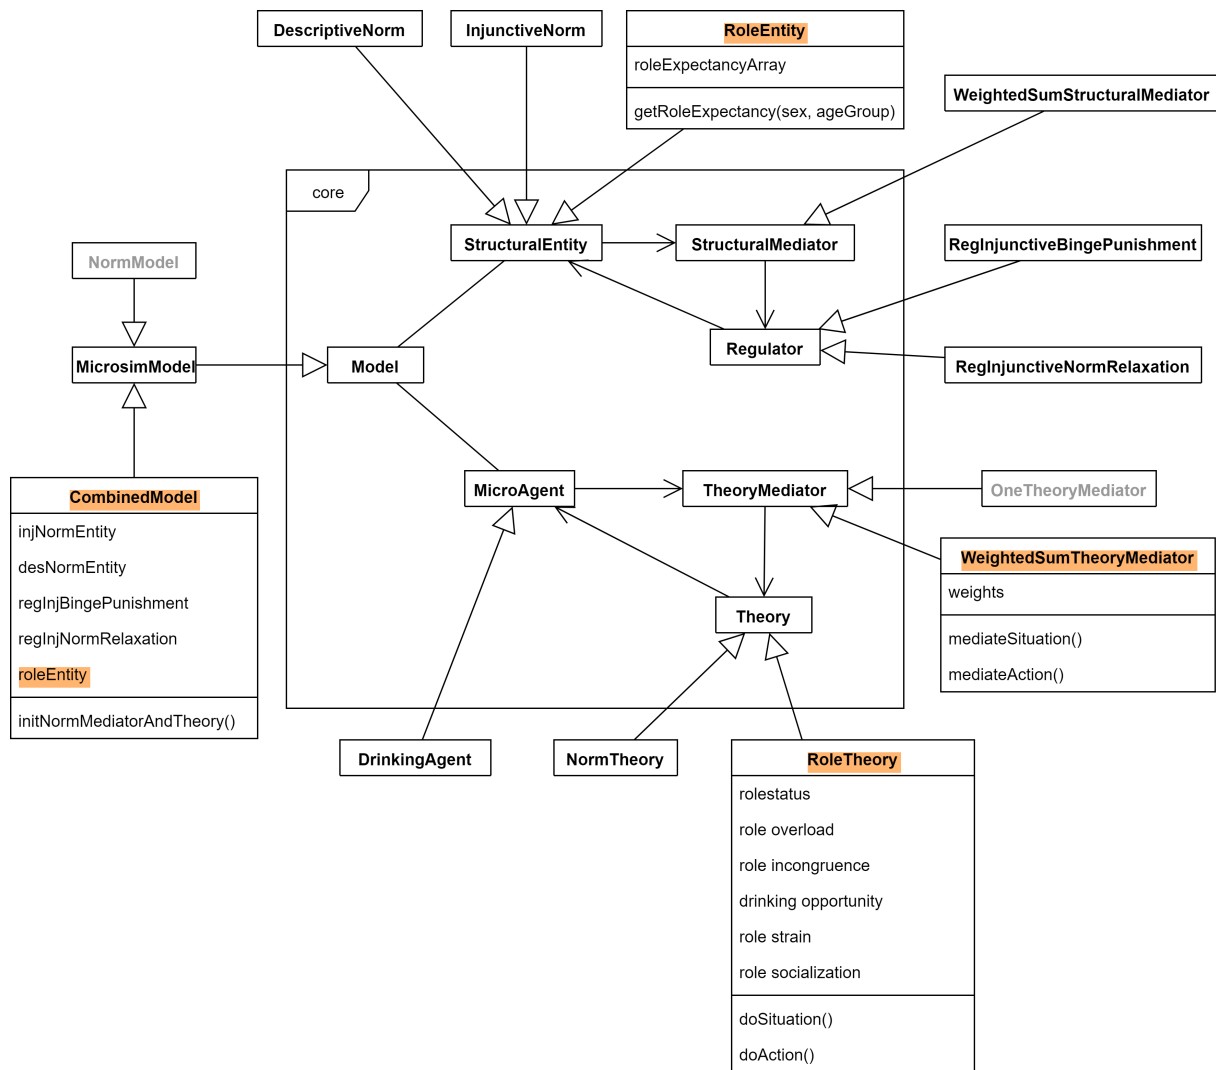 DescriptiveNorm
InjunctiveNorm
RoleEntity
roleExpectancyArray
getRoleExpectancy(sex, ageGroup)
WeightedSumStructuralMediator
core
StructuralEntity
StructuralMediator
RegInjunctiveBingePunishment
NormModel
MicrosimModel
Model
Regulator
RegInjunctiveNormRelaxation
CombinedModel
injNormEntity
desNormEntity
regInjBingePunishment
regInjNormRelaxation
roleEntity
initNormMediatorAndTheory()
MicroAgent
TheoryMediator
OneTheoryMediator
WeightedSumTheoryMediator
weights
mediateSituation()
mediateAction()
Theory
DrinkingAgent
NormTheory
RoleTheory
rolestatus
role overload
role incongruence
drinking opportunity
role strain
role socialization
doSituation()
doAction()